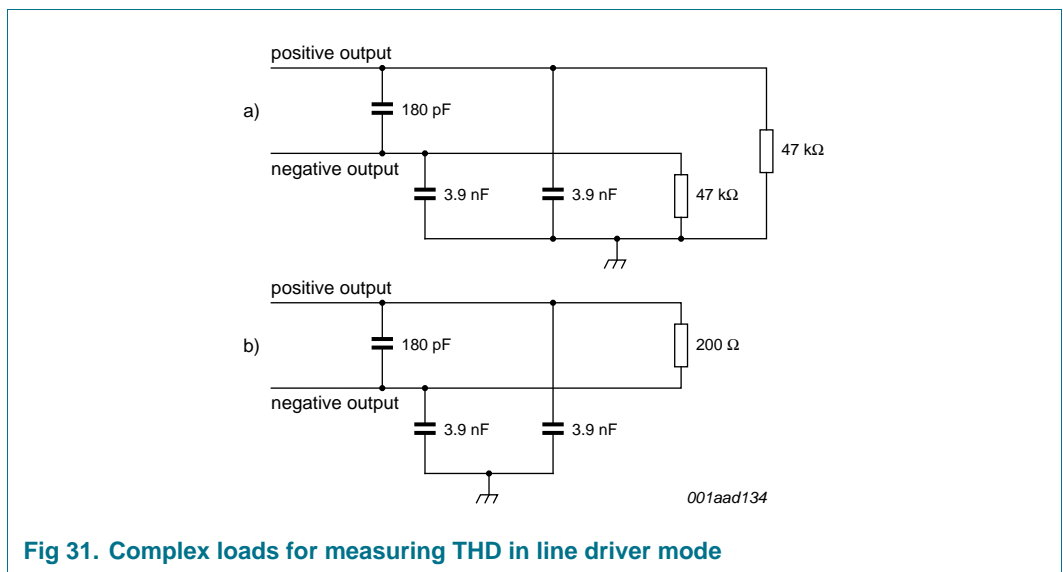 positive output
a)
180 pF
47 kΩ
negative output
3.9 nF
3.9 nF
47 kΩ
positive output
b)
180 pF
200 Ω
negative output
3.9 nF
3.9 nF
001aad134
Fig 31. Complex loads for measuring THD in line driver mode